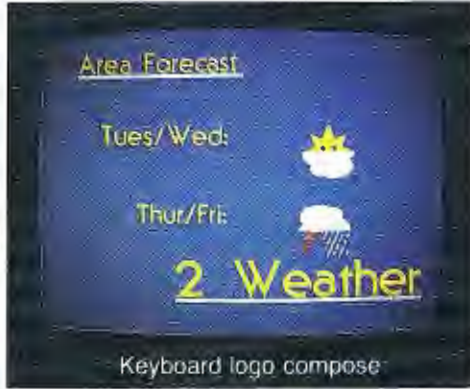 Area Forecast
Tues/Wed:
Thur/Fri:
2 Weather
Keyboard logo compose